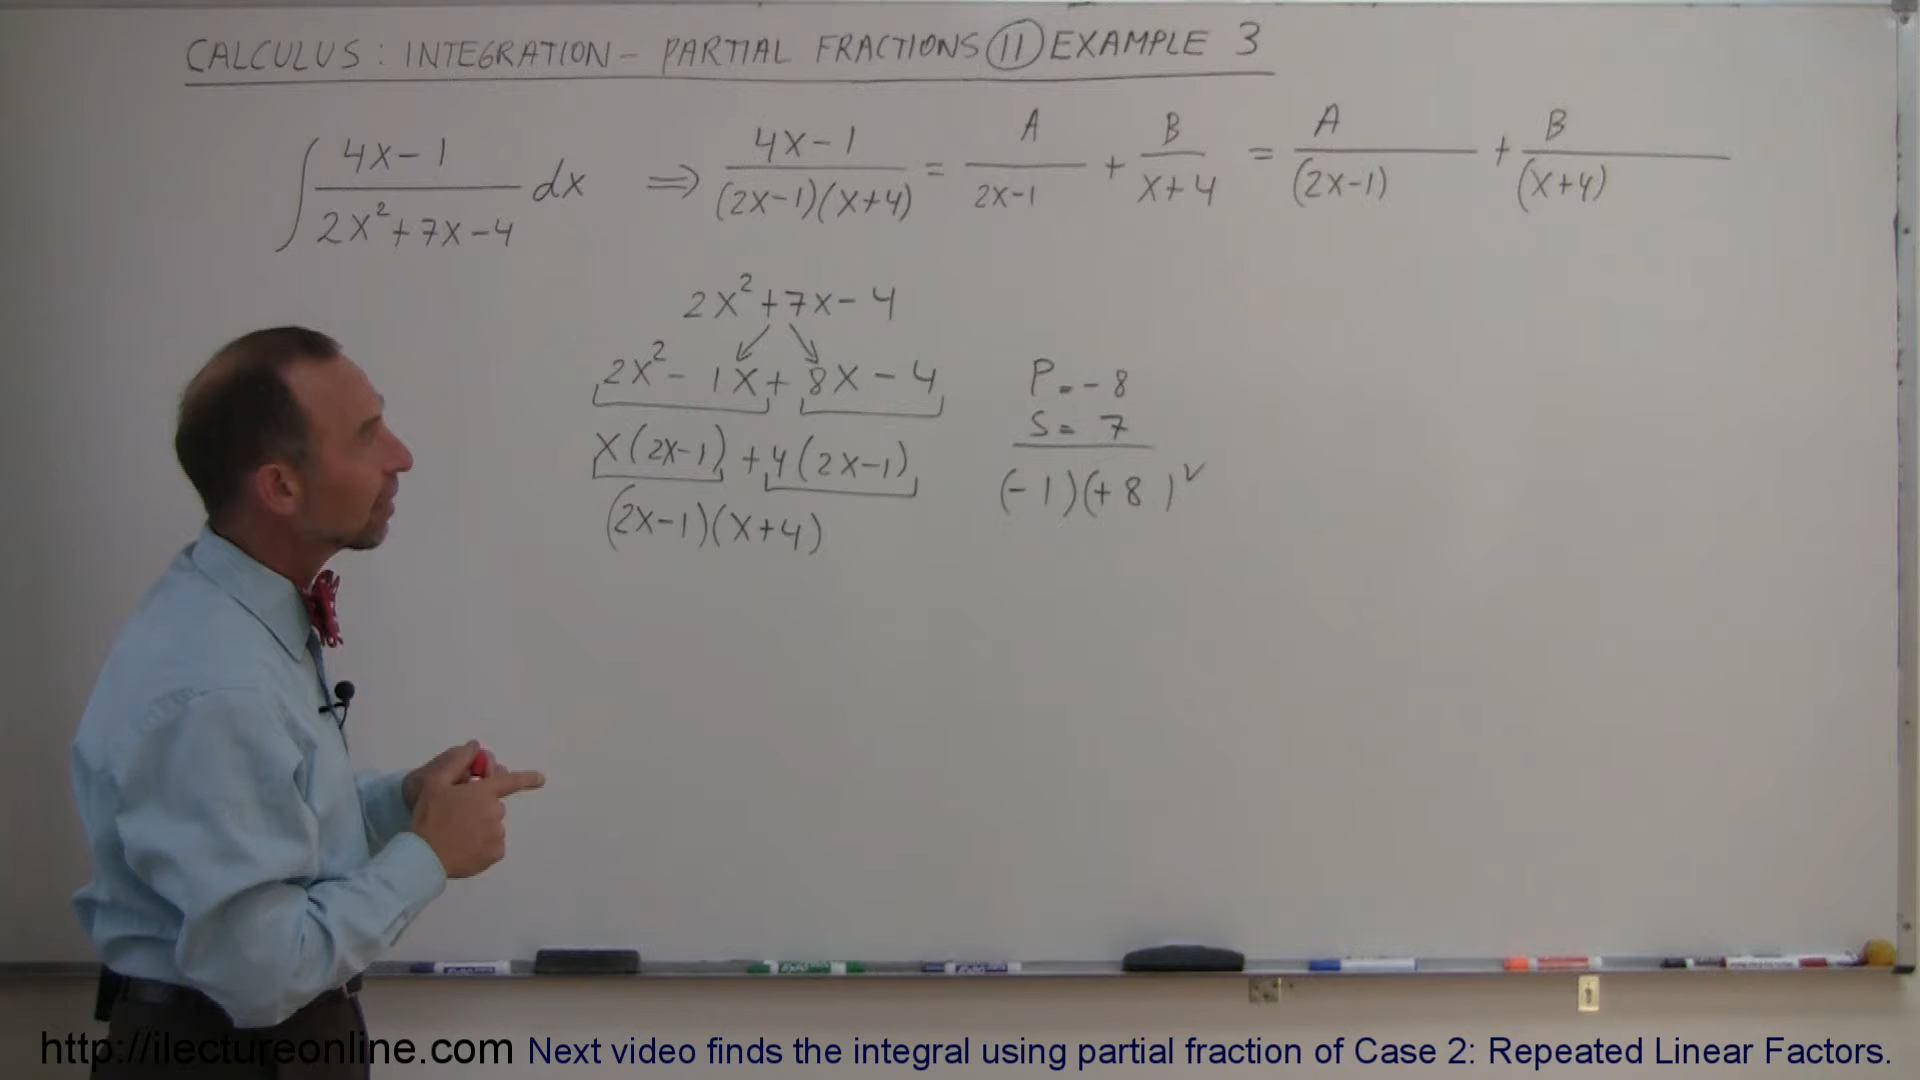 CALCULUS: INTEGRATION – PARTIAL FRACTIONS 11 EXAMPLE 3
∫ (4x-1)/(2x²+7x-4) dx ⇒ (4x-1)/((2x-1)(x+4)) = A/(2x-1) + B/(x+4) = A/(2x-1) + B/(x+4)
2x²+7x-4
2x² - 1x + 8x - 4
P = -8
S = 7
x(2x-1) + 4(2x-1)
(-1)(+8) ✓
(2x-1)(x+4)
http://ilectureonline.com Next video finds the integral using partial fraction of Case 2: Repeated Linear Factors.